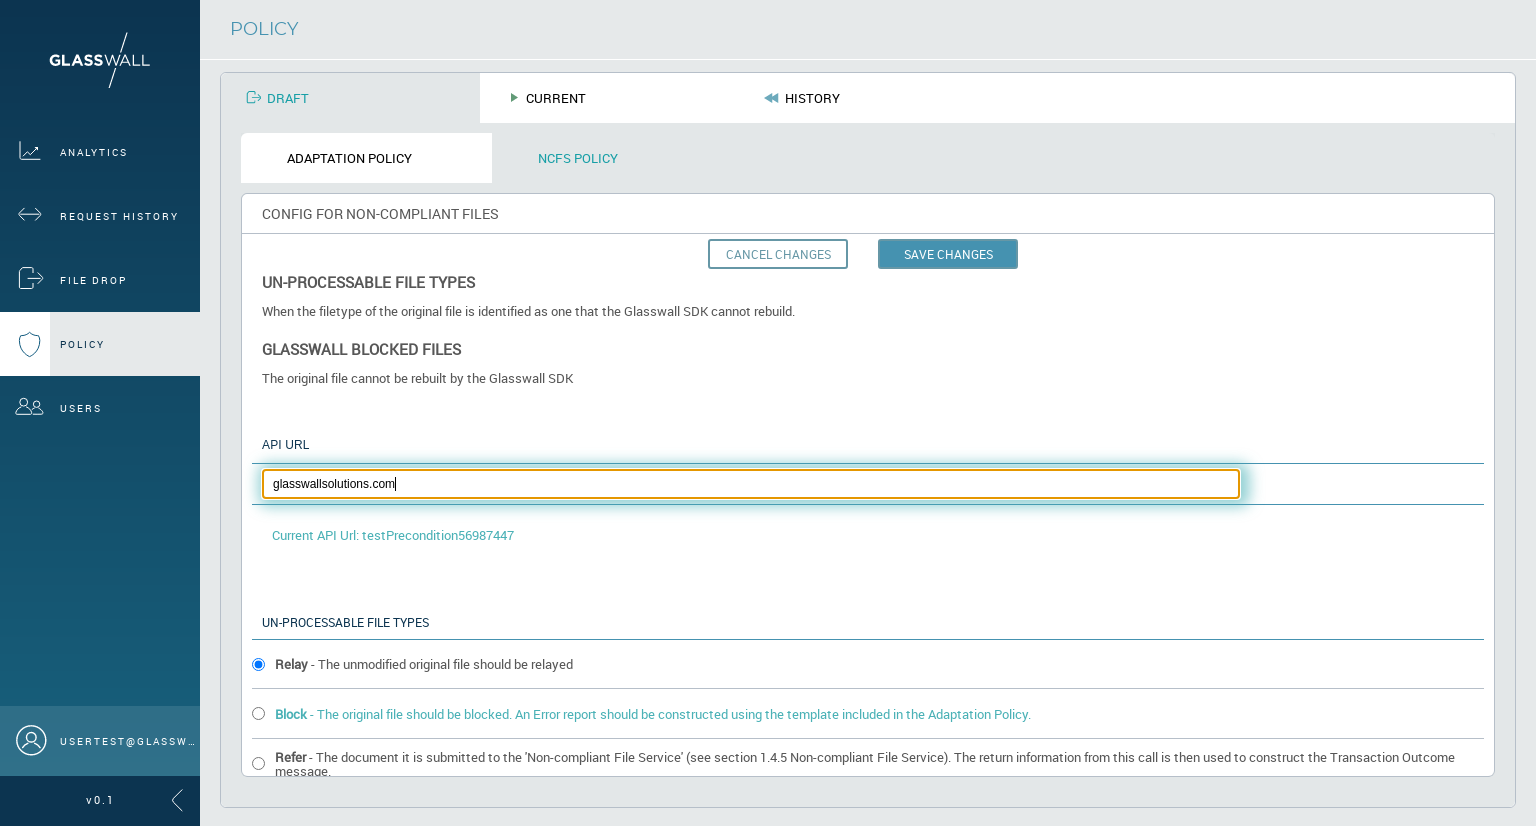 GLASSWALL
ANALYTICS
REQUEST HISTORY
FILE DROP
POLICY
USERS
USERTEST@GLASSW...
v0.1
POLICY
DRAFT
CURRENT
HISTORY
ADAPTATION POLICY
NCFS POLICY
CONFIG FOR NON-COMPLIANT FILES
CANCEL CHANGES
SAVE CHANGES
UN-PROCESSABLE FILE TYPES
When the filetype of the original file is identified as one that the Glasswall SDK cannot rebuild.
GLASSWALL BLOCKED FILES
The original file cannot be rebuilt by the Glasswall SDK
API URL
glasswallsolutions.com
Current API Url: testPrecondition56987447
UN-PROCESSABLE FILE TYPES
Relay - The unmodified original file should be relayed
Block - The original file should be blocked. An Error report should be constructed using the template included in the Adaptation Policy.
Refer - The document it is submitted to the 'Non-compliant File Service' (see section 1.4.5 Non-compliant File Service). The return information from this call is then used to construct the Transaction Outcome
message.